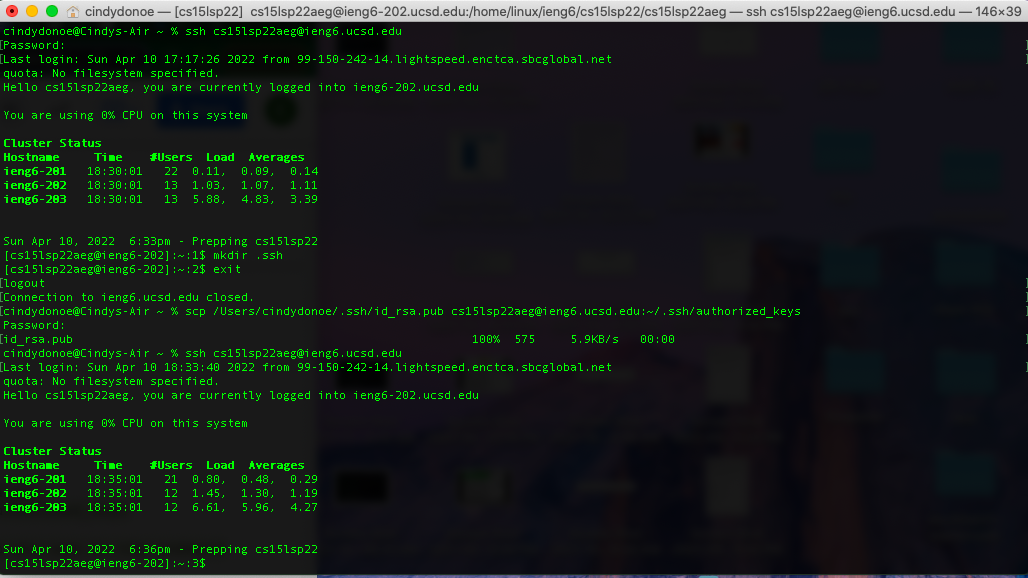 cindydonoe — [cs15lsp22] cs15lsp22aeg@ieng6-202.ucsd.edu:/home/linux/ieng6/cs15lsp22/cs15lsp22aeg — ssh cs15lsp22aeg@ieng6.ucsd.edu — 146×39
cindydonoe@Cindys-Air ~ % ssh cs15lsp22aeg@ieng6.ucsd.edu
[Password: ]
[Last login: Sun Apr 10 17:17:26 2022 from 99-150-242-14.lightspeed.enctca.sbcglobal.net ]
quota: No filesystem specified.
Hello cs15lsp22aeg, you are currently logged into ieng6-202.ucsd.edu
You are using 0% CPU on this system
Cluster Status
Hostname Time #Users Load Averages
ieng6-201 18:30:01 22 0.11, 0.09, 0.14
ieng6-202 18:30:01 13 1.03, 1.07, 1.11
ieng6-203 18:30:01 13 5.88, 4.83, 3.39
Sun Apr 10, 2022 6:33pm - Prepping cs15lsp22
[cs15lsp22aeg@ieng6-202]:~:1$ mkdir .ssh
[cs15lsp22aeg@ieng6-202]:~:2$ exit
[logout ]
[Connection to ieng6.ucsd.edu closed. ]
[cindydonoe@Cindys-Air ~ % scp /Users/cindydonoe/.ssh/id_rsa.pub cs15lsp22aeg@ieng6.ucsd.edu:~/.ssh/authorized_keys ]
Password:
[id_rsa.pub 100% 575 5.9KB/s 00:00 ]
cindydonoe@Cindys-Air ~ % ssh cs15lsp22aeg@ieng6.ucsd.edu
[Last login: Sun Apr 10 18:33:40 2022 from 99-150-242-14.lightspeed.enctca.sbcglobal.net ]
quota: No filesystem specified.
Hello cs15lsp22aeg, you are currently logged into ieng6-202.ucsd.edu
You are using 0% CPU on this system
Cluster Status
Hostname Time #Users Load Averages
ieng6-201 18:35:01 21 0.80, 0.48, 0.29
ieng6-202 18:35:01 12 1.45, 1.30, 1.19
ieng6-203 18:35:01 12 6.61, 5.96, 4.27
Sun Apr 10, 2022 6:36pm - Prepping cs15lsp22
[cs15lsp22aeg@ieng6-202]:~:3$